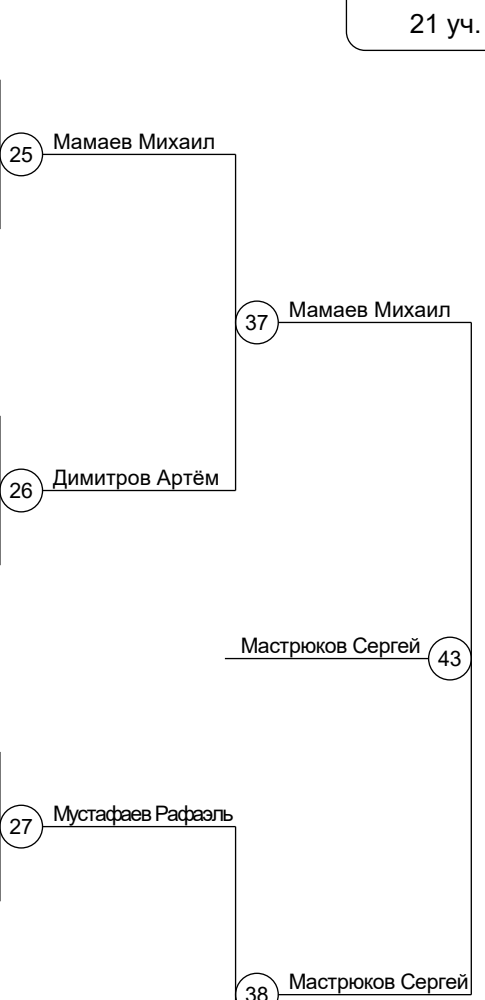 21 уч.
25 Мамаев Михаил
37 Мамаев Михаил
26 Димитров Артём
Мастрюков Сергей 43
27 Мустафаев Рафаэль
38 Мастрюков Сергей